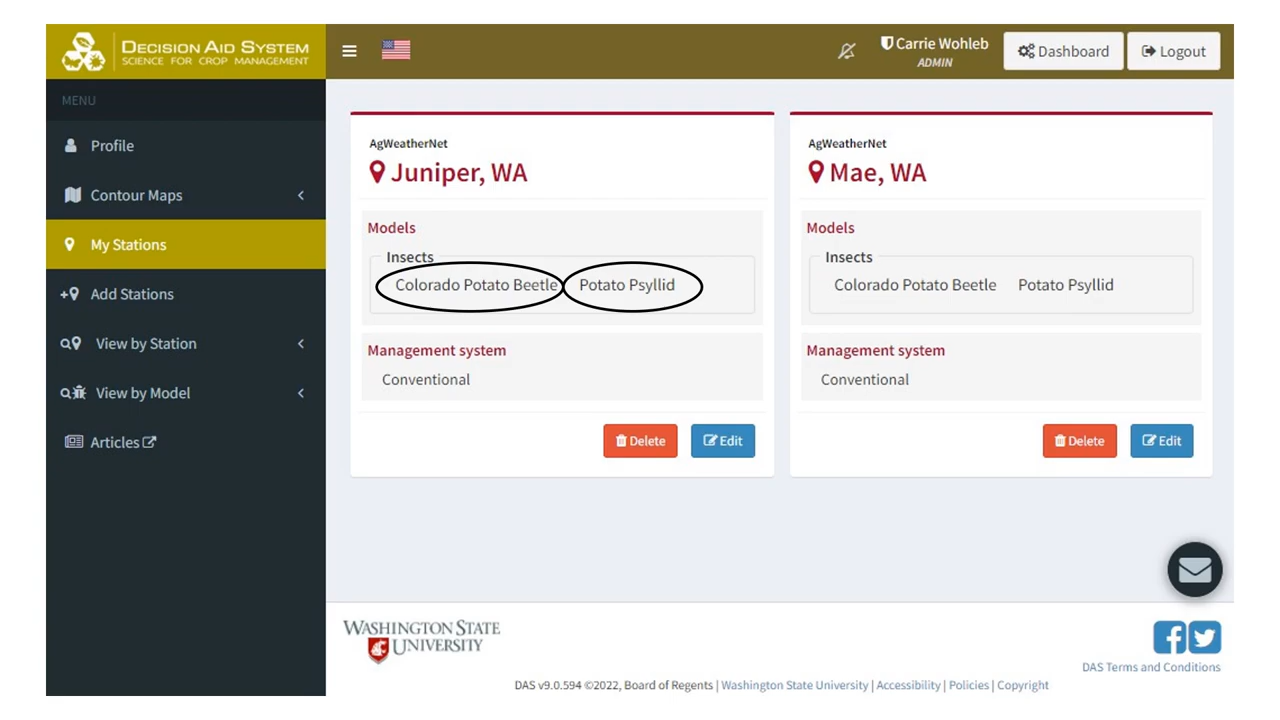 DECISION AID SYSTEM
SCIENCE FOR CROP MANAGEMENT
Carrie Wohleb
ADMIN
Dashboard
Logout
MENU
Profile
Contour Maps
My Stations
Add Stations
View by Station
View by Model
Articles
AgWeatherNet
Juniper, WA
Models
Insects
Colorado Potato Beetle Potato Psyllid
Management system
Conventional
Delete Edit
AgWeatherNet
Mae, WA
Models
Insects
Colorado Potato Beetle Potato Psyllid
Management system
Conventional
Delete Edit
WASHINGTON STATE
UNIVERSITY
DAS Terms and Conditions
DAS v9.0.594 ©2022, Board of Regents | Washington State University | Accessibility | Policies | Copyright